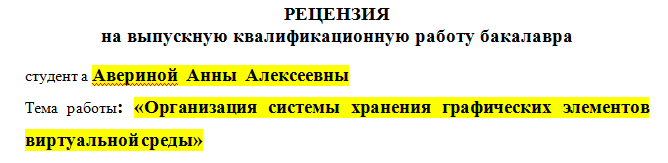 РЕЦЕНЗИЯ
на выпускную квалификационную работу бакалавра
студент а Авериной Анны Алексеевны
Тема работы: «Организация системы хранения графических элементов
виртуальной среды»